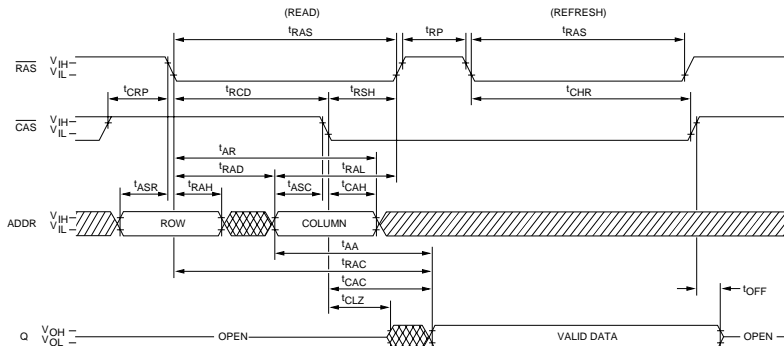 (READ) (REFRESH)
tRAS tRP tRAS
RAS VIH VIL
tCRP tRCD tRSH tCHR
CAS VIH VIL
tAR
tRAD tRAL
tASR tRAH tASC tCAH
ADDR VIH VIL ROW COLUMN
tAA
tRAC
tCAC
tCLZ tOFF
Q VOH VOL OPEN VALID DATA OPEN